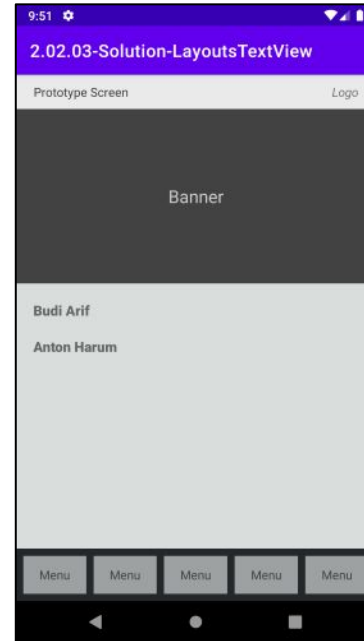 9:51
2.02.03-Solution-LayoutsTextView
Prototype Screen Logo
Banner
Budi Arif
Anton Harum
Menu Menu Menu Menu Menu